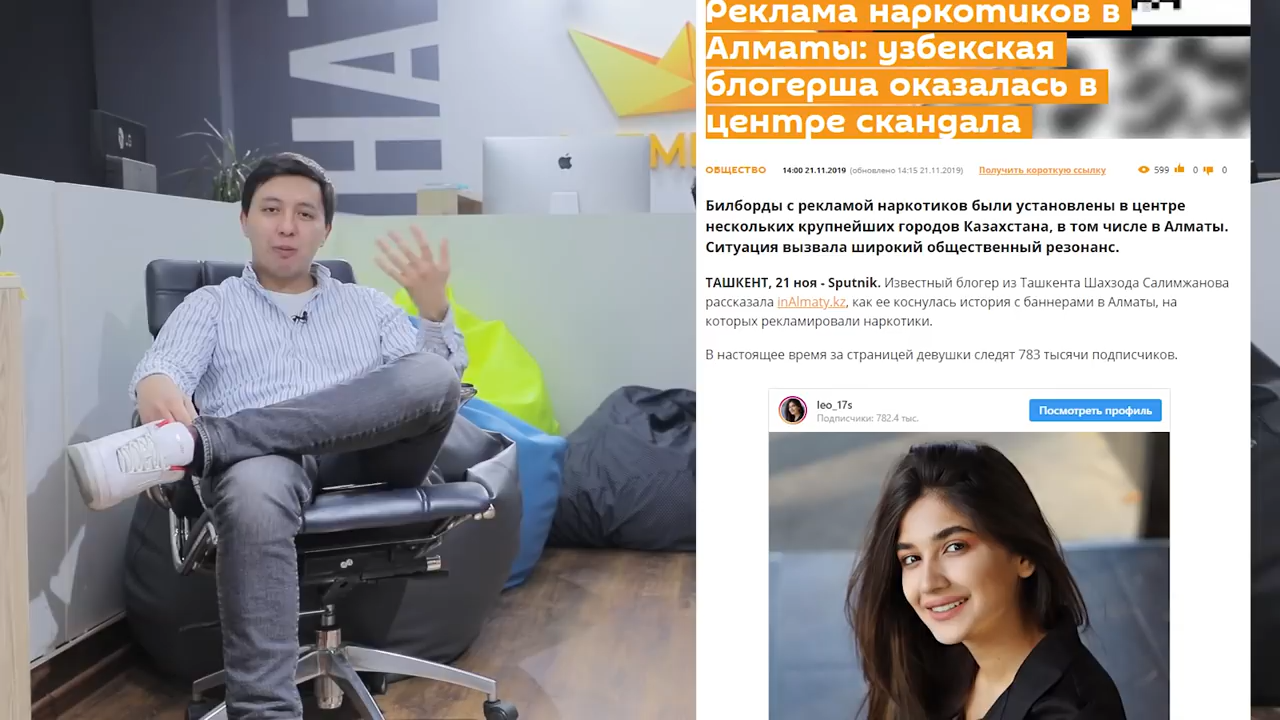 НАТ
МЕ
Реклама наркотиков в
Алматы: узбекская
блогерша оказалась в
центре скандала
ОБЩЕСТВО 14:00 21.11.2019 (обновлено 14:15 21.11.2019) Получить короткую ссылку 599 0 0
Билборды с рекламой наркотиков были установлены в центре
нескольких крупнейших городов Казахстана, в том числе в Алматы.
Ситуация вызвала широкий общественный резонанс.
ТАШКЕНТ, 21 ноя - Sputnik. Известный блогер из Ташкента Шахзода Салимжанова
рассказала inAlmaty.kz, как ее коснулась история с баннерами в Алматы, на
которых рекламировали наркотики.
В настоящее время за страницей девушки следят 783 тысячи подписчиков.
leo_17s
Подписчики: 782.4 тыс.
Посмотреть профиль